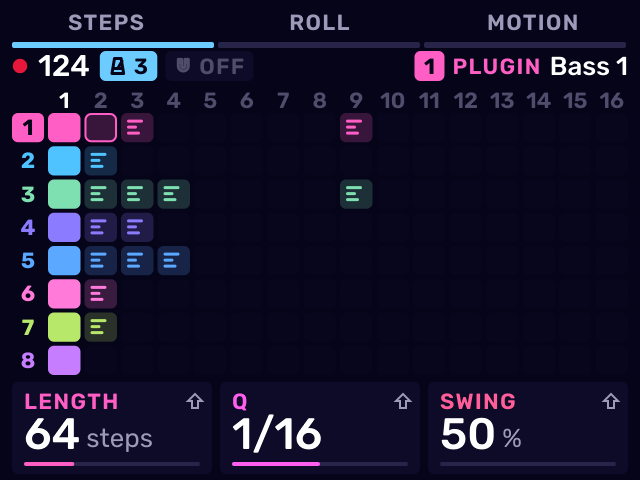 STEPS ROLL MOTION
124 3 OFF 1 PLUGIN Bass 1
1 2 3 4 5 6 7 8 9 10 11 12 13 14 15 16
1
2
3
4
5
6
7
8
LENGTH Q SWING
64 steps 1/16 50 %